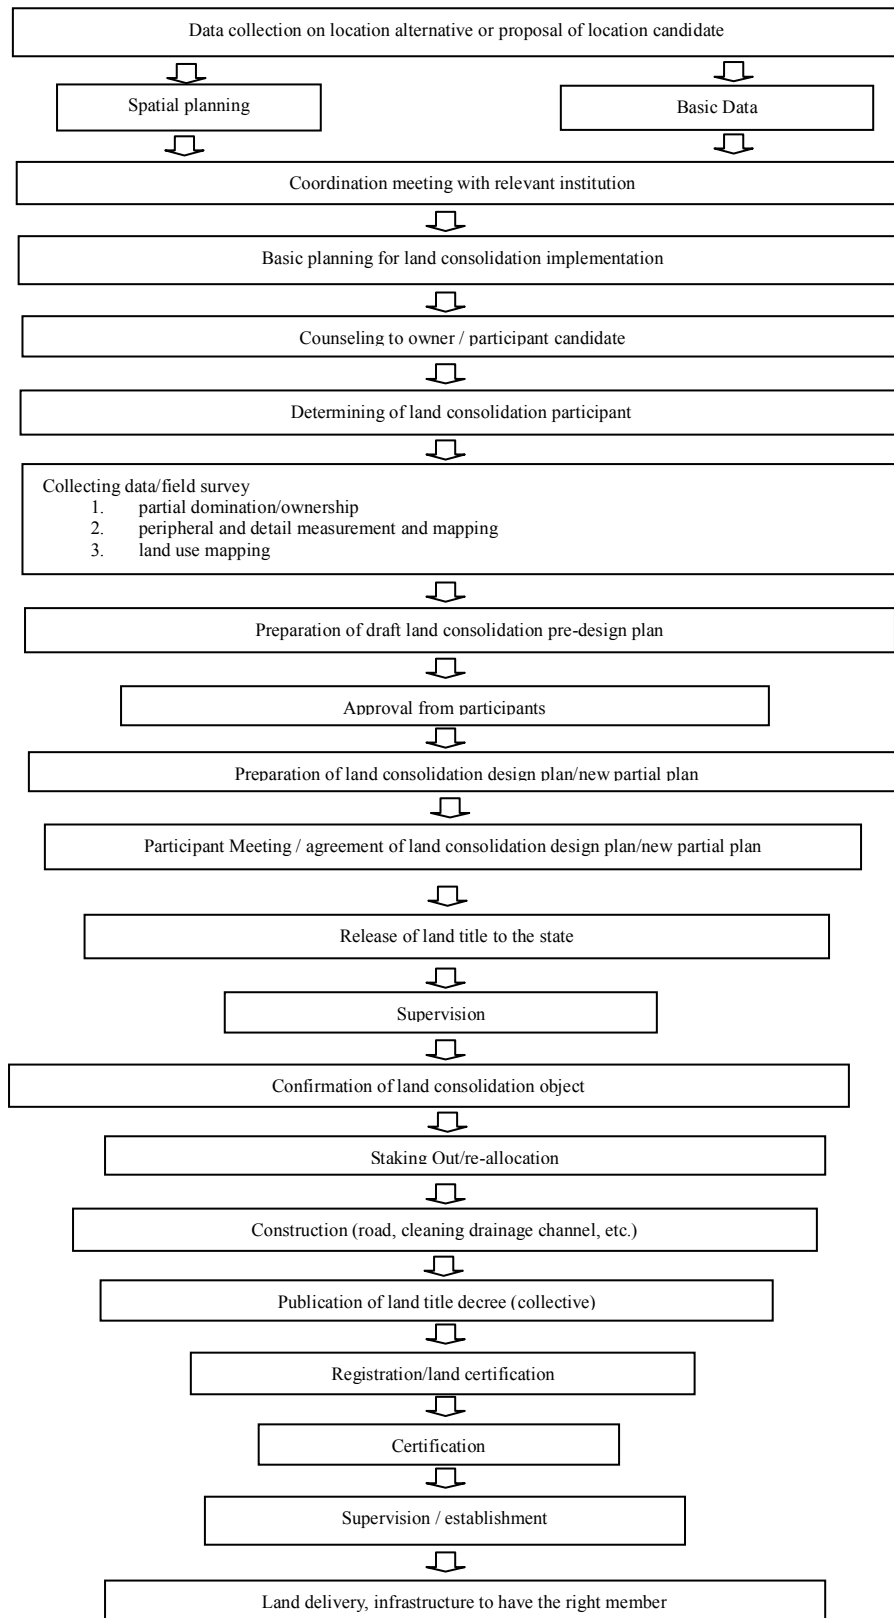 Data collection on location alternative or proposal of location candidate
Spatial planning
Basic Data
Coordination meeting with relevant institution
Basic planning for land consolidation implementation
Counseling to owner / participant candidate
Determining of land consolidation participant
Collecting data/field survey
1. partial domination/ownership
2. peripheral and detail measurement and mapping
3. land use mapping
Preparation of draft land consolidation pre-design plan
Approval from participants
Preparation of land consolidation design plan/new partial plan
Participant Meeting / agreement of land consolidation design plan/new partial plan
Release of land title to the state
Supervision
Confirmation of land consolidation object
Staking Out/re-allocation
Construction (road, cleaning drainage channel, etc.)
Publication of land title decree (collective)
Registration/land certification
Certification
Supervision / establishment
Land delivery, infrastructure to have the right member